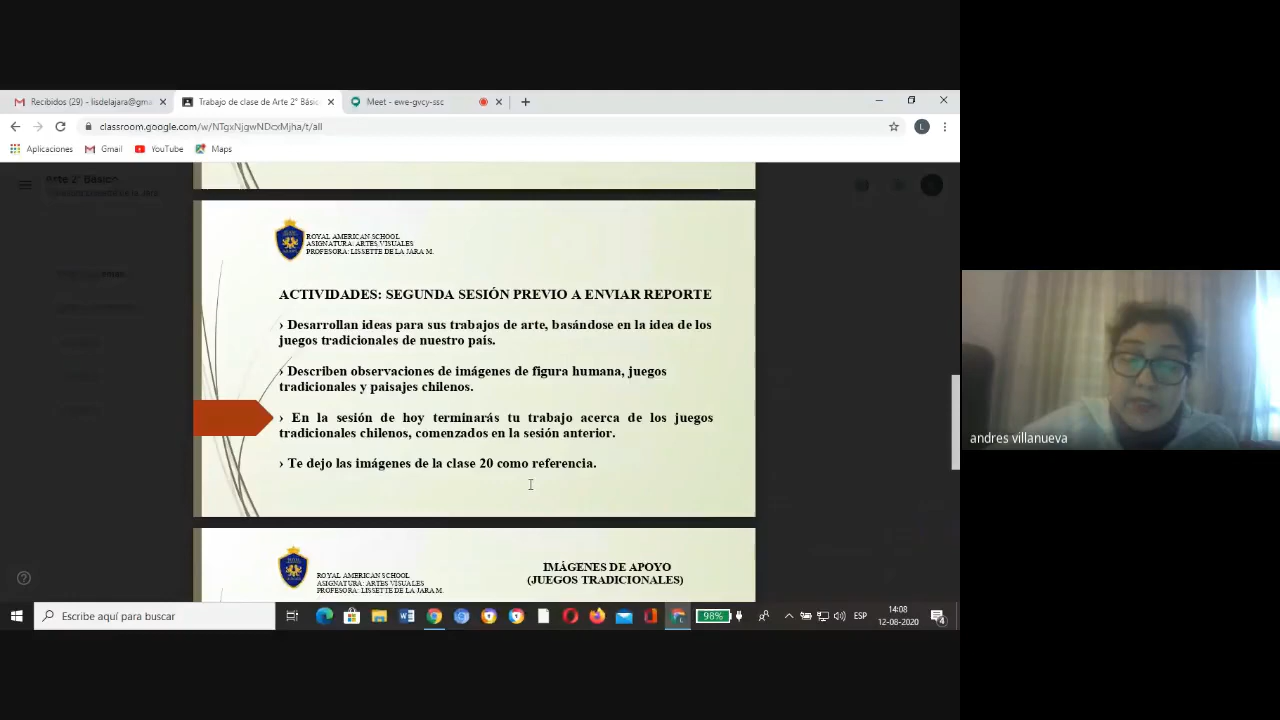 Recibidos (29) - lisdelajara@gma
Trabajo de clase de Arte 2° Básic
Meet - ewe-gvcy-ssc
classroom.google.com/w/NTgxNjgwNDcxMjha/t/all
L
Aplicaciones
Gmail
YouTube
Maps
Arte 2° Básico
ROYAL AMERICAN SCHOOL
ASIGNATURA: ARTES VISUALES
PROFESORA: LISSETTE DE LA JARA M.
ACTIVIDADES: SEGUNDA SESIÓN PREVIO A ENVIAR REPORTE
› Desarrollan ideas para sus trabajos de arte, basándose en la idea de los
juegos tradicionales de nuestro país.
› Describen observaciones de imágenes de figura humana, juegos
tradicionales y paisajes chilenos.
› En la sesión de hoy terminarás tu trabajo acerca de los juegos
tradicionales chilenos, comenzados en la sesión anterior.
› Te dejo las imágenes de la clase 20 como referencia.
andres villanueva
IMÁGENES DE APOYO
(JUEGOS TRADICIONALES)
ROYAL AMERICAN SCHOOL
ASIGNATURA: ARTES VISUALES
PROFESORA: LISSETTE DE LA JARA M.
Escribe aquí para buscar
98%
ESP
14:08
12-08-2020
4